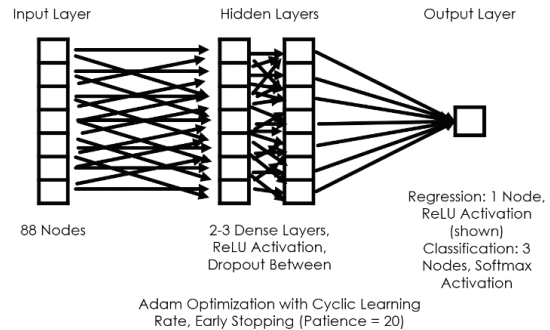 Input Layer
Hidden Layers
Output Layer
88 Nodes
2-3 Dense Layers,
ReLU Activation,
Dropout Between
Regression: 1 Node,
ReLU Activation
(shown)
Classification: 3
Nodes, Softmax
Activation
Adam Optimization with Cyclic Learning
Rate, Early Stopping (Patience = 20)